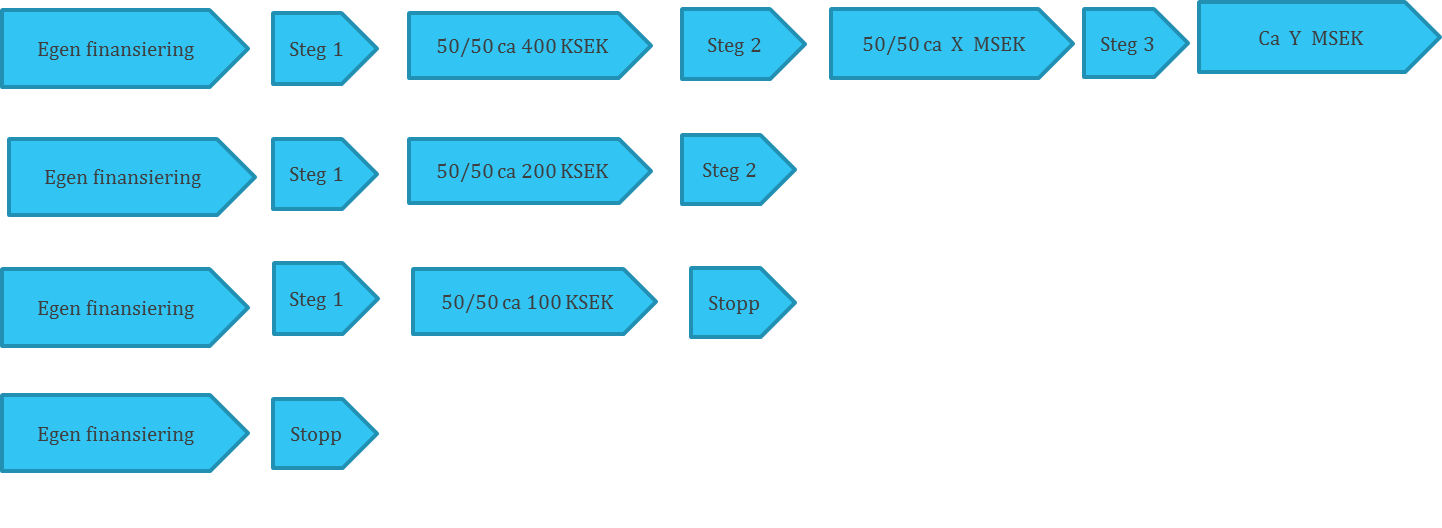 Egen finansiering
Steg 1
50/50 ca 400 KSEK
Steg 2
50/50 ca X MSEK
Steg 3
Ca Y MSEK
Egen finansiering
Steg 1
50/50 ca 200 KSEK
Steg 2
Egen finansiering
Steg 1
50/50 ca 100 KSEK
Stopp
Egen finansiering
Stopp